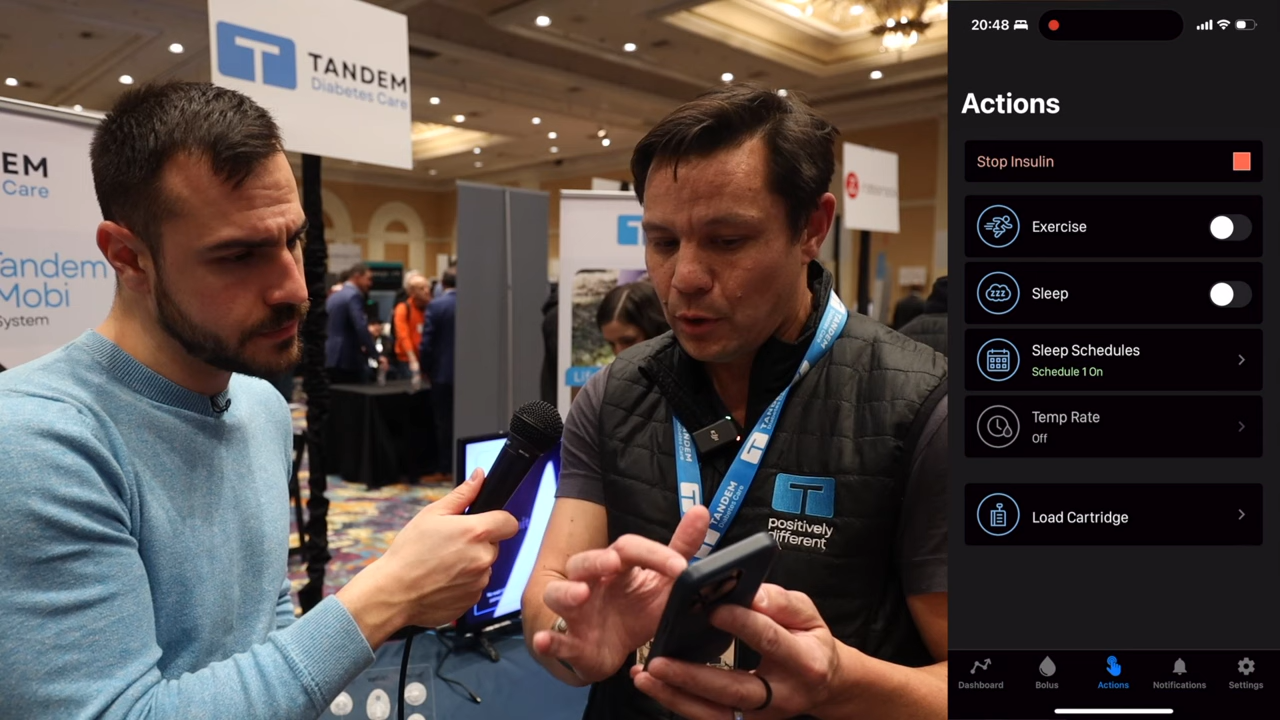 TANDEM
Diabetes Care
EM
Care
Tandem
Mobi
System
TANDEM
TANDEM
positively
different
20:48
Actions
Stop Insulin
Exercise
Sleep
Sleep Schedules
Schedule 1 On
Temp Rate
Off
Load Cartridge
Dashboard
Bolus
Actions
Notifications
Settings